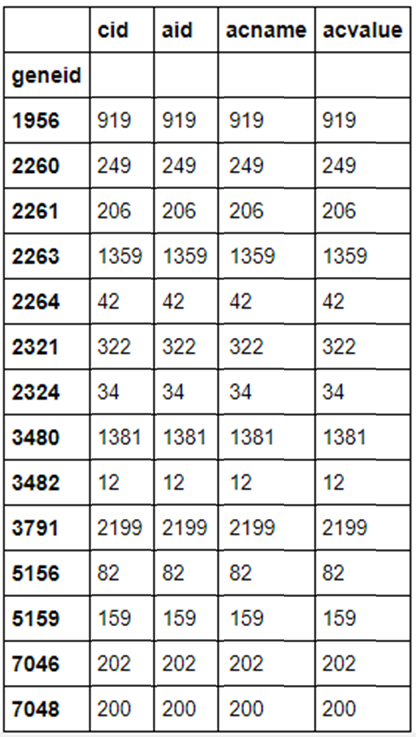 cid aid acname acvalue
geneid
1956 919 919 919 919
2260 249 249 249 249
2261 206 206 206 206
2263 1359 1359 1359 1359
2264 42 42 42 42
2321 322 322 322 322
2324 34 34 34 34
3480 1381 1381 1381 1381
3482 12 12 12 12
3791 2199 2199 2199 2199
5156 82 82 82 82
5159 159 159 159 159
7046 202 202 202 202
7048 200 200 200 200